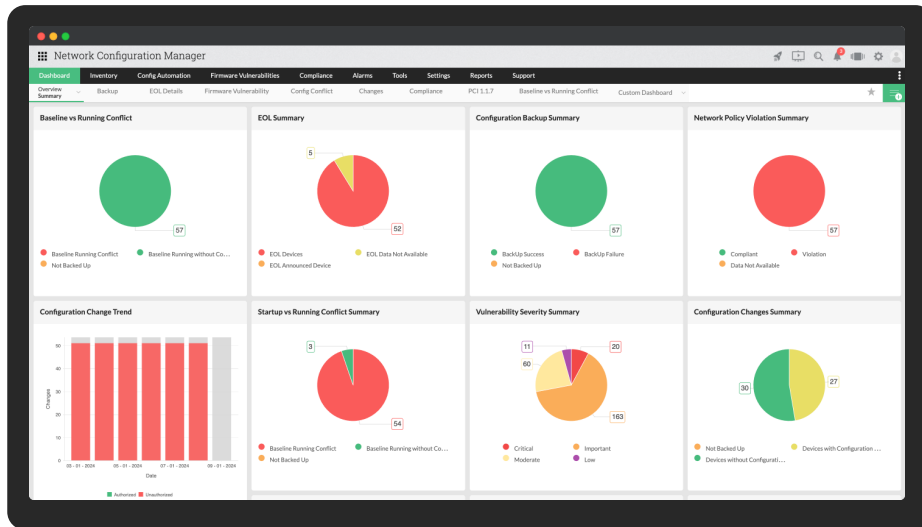 Network Configuration Manager
3
Dashboard Inventory Config Automation Firmware Vulnerabilities Compliance Alarms Tools Settings Reports Support
Overview Summary Backup EOL Details Firmware Vulnerability Config Conflict Changes Compliance PCI 1.1.7 Baseline vs Running Conflict Custom Dashboard
Baseline vs Running Conflict
57
Baseline Running Conflict Baseline Running without Co...
Not Backed Up
EOL Summary
5
52
EOL Devices EOL Data Not Available
EOL Announced Device
Configuration Backup Summary
57
BackUp Success BackUp Failure
Not Backed Up
Network Policy Violation Summary
57
Compliant Violation
Data Not Available
Configuration Change Trend
50
40
30
20
10
0
Changes
03 - 01 - 2024 05 - 01 - 2024 07 - 01 - 2024 09 - 01 - 2024
Date
Authorized Unauthorized
Startup vs Running Conflict Summary
3
54
Baseline Running Conflict Baseline Running without Co...
Not Backed Up
Vulnerability Severity Summary
11 20
60
163
Critical Important
Moderate Low
Configuration Changes Summary
30 27
Not Backed Up Devices with Configuration ...
Devices without Configurati...